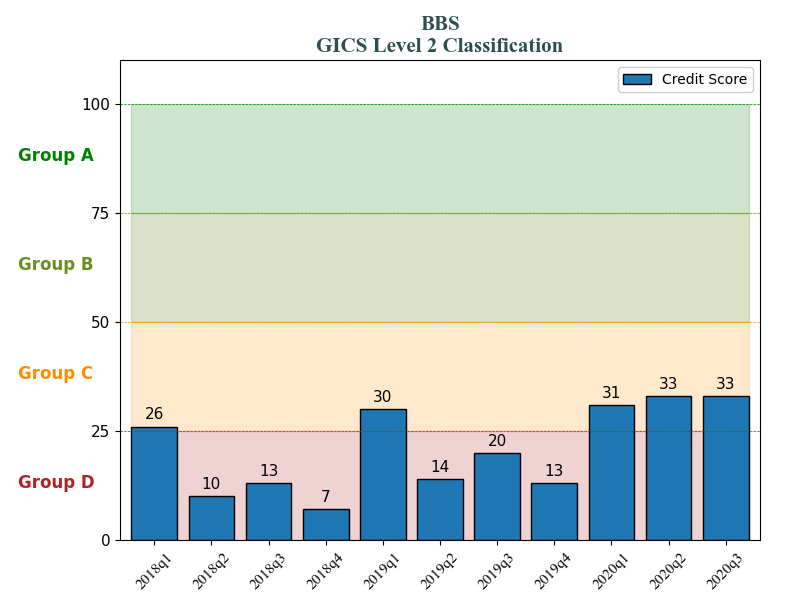 BBS
GICS Level 2 Classification
Credit Score
100
Group A
75
Group B
50
Group C
25
Group D
0
26
10
13
7
30
14
20
13
31
33
33
2018q1
2018q2
2018q3
2018q4
2019q1
2019q2
2019q3
2019q4
2020q1
2020q2
2020q3